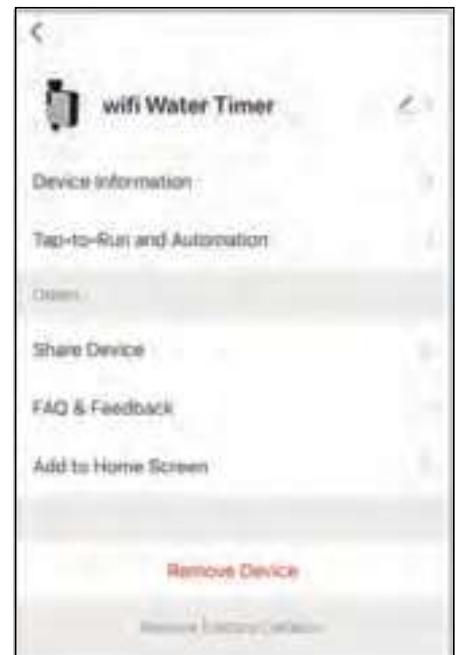 wifi Water Timer
Device Information
Tap-to-Run and Automation
Others
Share Device
FAQ & Feedback
Add to Home Screen
Remove Device